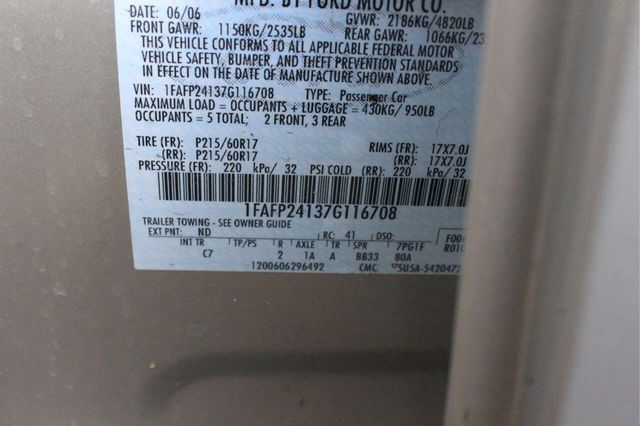 MFD. BY FORD MOTOR CO.
DATE: 06/06 GVWR: 2186KG/4820LB
FRONT GAWR: 1150KG/2535LB REAR GAWR: 1066KG/23
THIS VEHICLE CONFORMS TO ALL APPLICABLE FEDERAL MOTOR
VEHICLE SAFETY, BUMPER, AND THEFT PREVENTION STANDARDS
IN EFFECT ON THE DATE OF MANUFACTURE SHOWN ABOVE.
VIN: 1FAFP24137G116708 TYPE: Passenger Car
MAXIMUM LOAD = OCCUPANTS + LUGGAGE = 430KG/ 950LB
OCCUPANTS = 5 TOTAL; 2 FRONT, 3 REAR
TIRE (FR): P215/60R17 RIMS (FR): 17X7.0J
(RR): P215/60R17 (RR): 17X7.0J
PRESSURE (FR): 220 kPa/ 32 PSI COLD (RR): 220 kPa/ 32
1FAFP24137G116708
TRAILER TOWING - SEE OWNER GUIDE
EXT PNT: ND RC: 41 DSO: F00
INT TR TP/PS R AXLE TR SPR 7PG1F R010
C7 2 1A A BB33 80A
1200606296492 CMC ▽5U5A-5420472